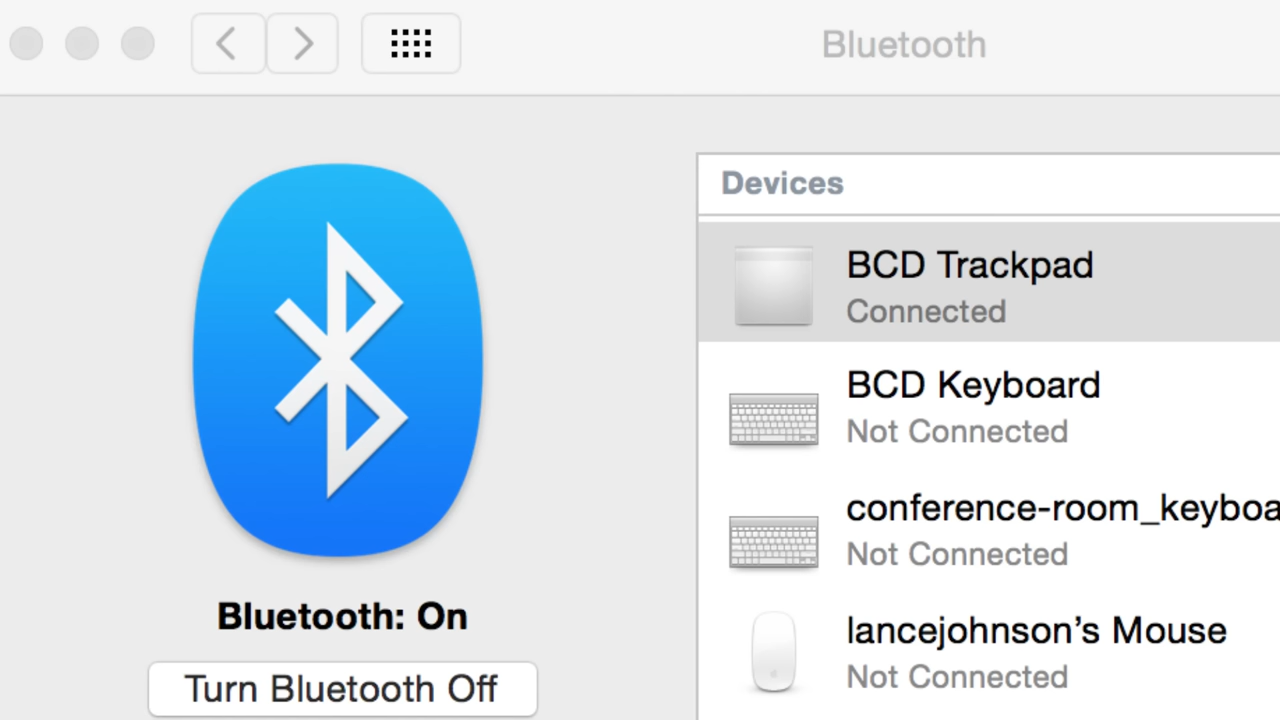 Bluetooth
Devices
BCD Trackpad
Connected
BCD Keyboard
Not Connected
conference-room_keyboa
Not Connected
lancejohnson’s Mouse
Not Connected
Bluetooth: On
Turn Bluetooth Off